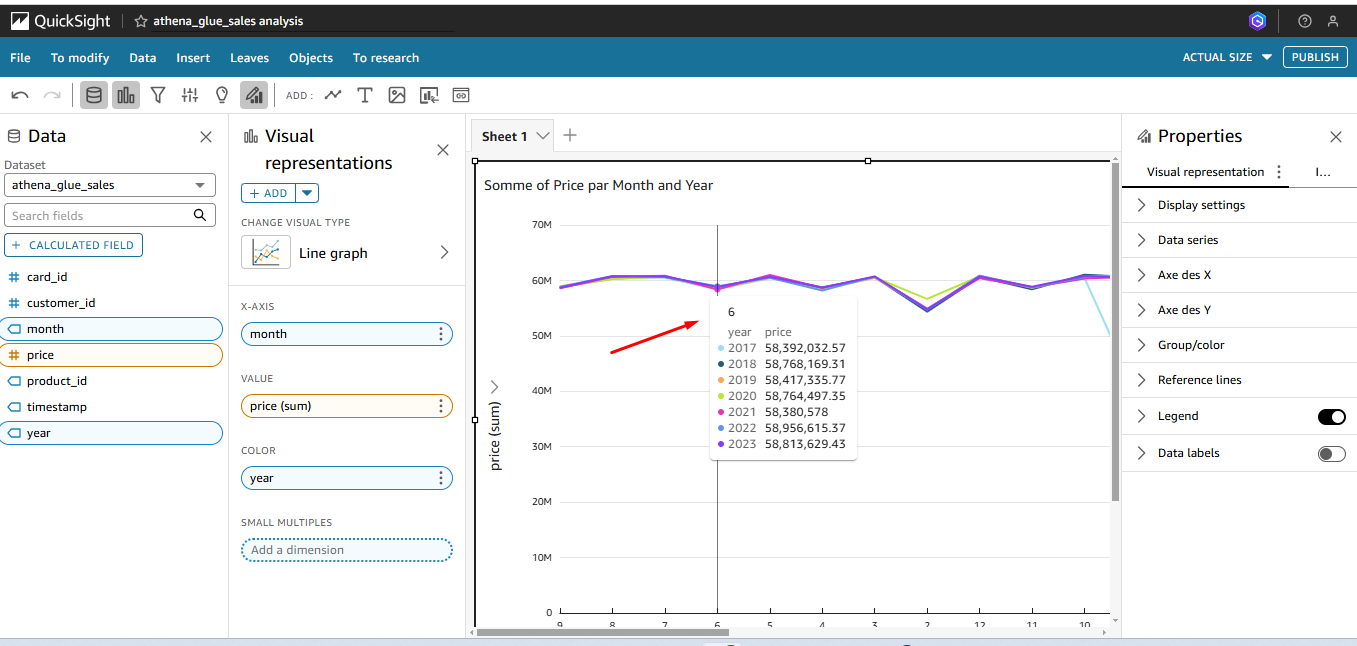 QuickSight
athena_glue_sales analysis
File To modify Data Insert Leaves Objects To research
ACTUAL SIZE PUBLISH
ADD :
Data
Dataset
athena_glue_sales
Search fields
+ CALCULATED FIELD
card_id
customer_id
month
price
product_id
timestamp
year
Visual
representations
+ ADD
CHANGE VISUAL TYPE
Line graph
X-AXIS
month
VALUE
price (sum)
COLOR
year
SMALL MULTIPLES
Add a dimension
Sheet 1
Somme of Price par Month and Year
price (sum)
70M
60M
50M
40M
30M
20M
10M
0
9 8 7 6 5 4 3 2 12 11 10
6
year price
2017 58,392,032.57
2018 58,768,169.31
2019 58,417,335.77
2020 58,764,497.35
2021 58,380,578
2022 58,956,615.37
2023 58,813,629.43
Properties
Visual representation I...
Display settings
Data series
Axe des X
Axe des Y
Group/color
Reference lines
Legend
Data labels